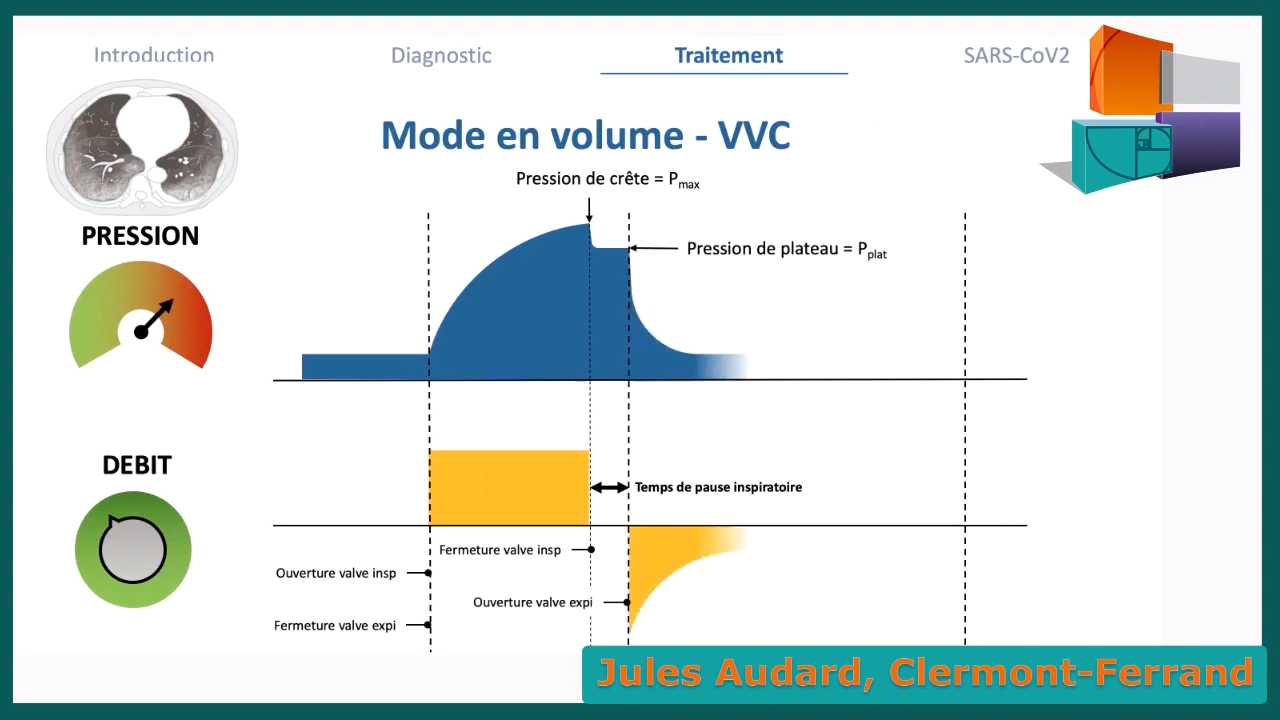 Introduction
Diagnostic
Traitement
SARS-CoV2
Mode en volume - VVC
Pression de crête = Pmax
PRESSION
Pression de plateau = Pplat
DEBIT
Temps de pause inspiratoire
Fermeture valve insp
Ouverture valve insp
Ouverture valve expi
Fermeture valve expi
Jules Audard, Clermont-Ferrand